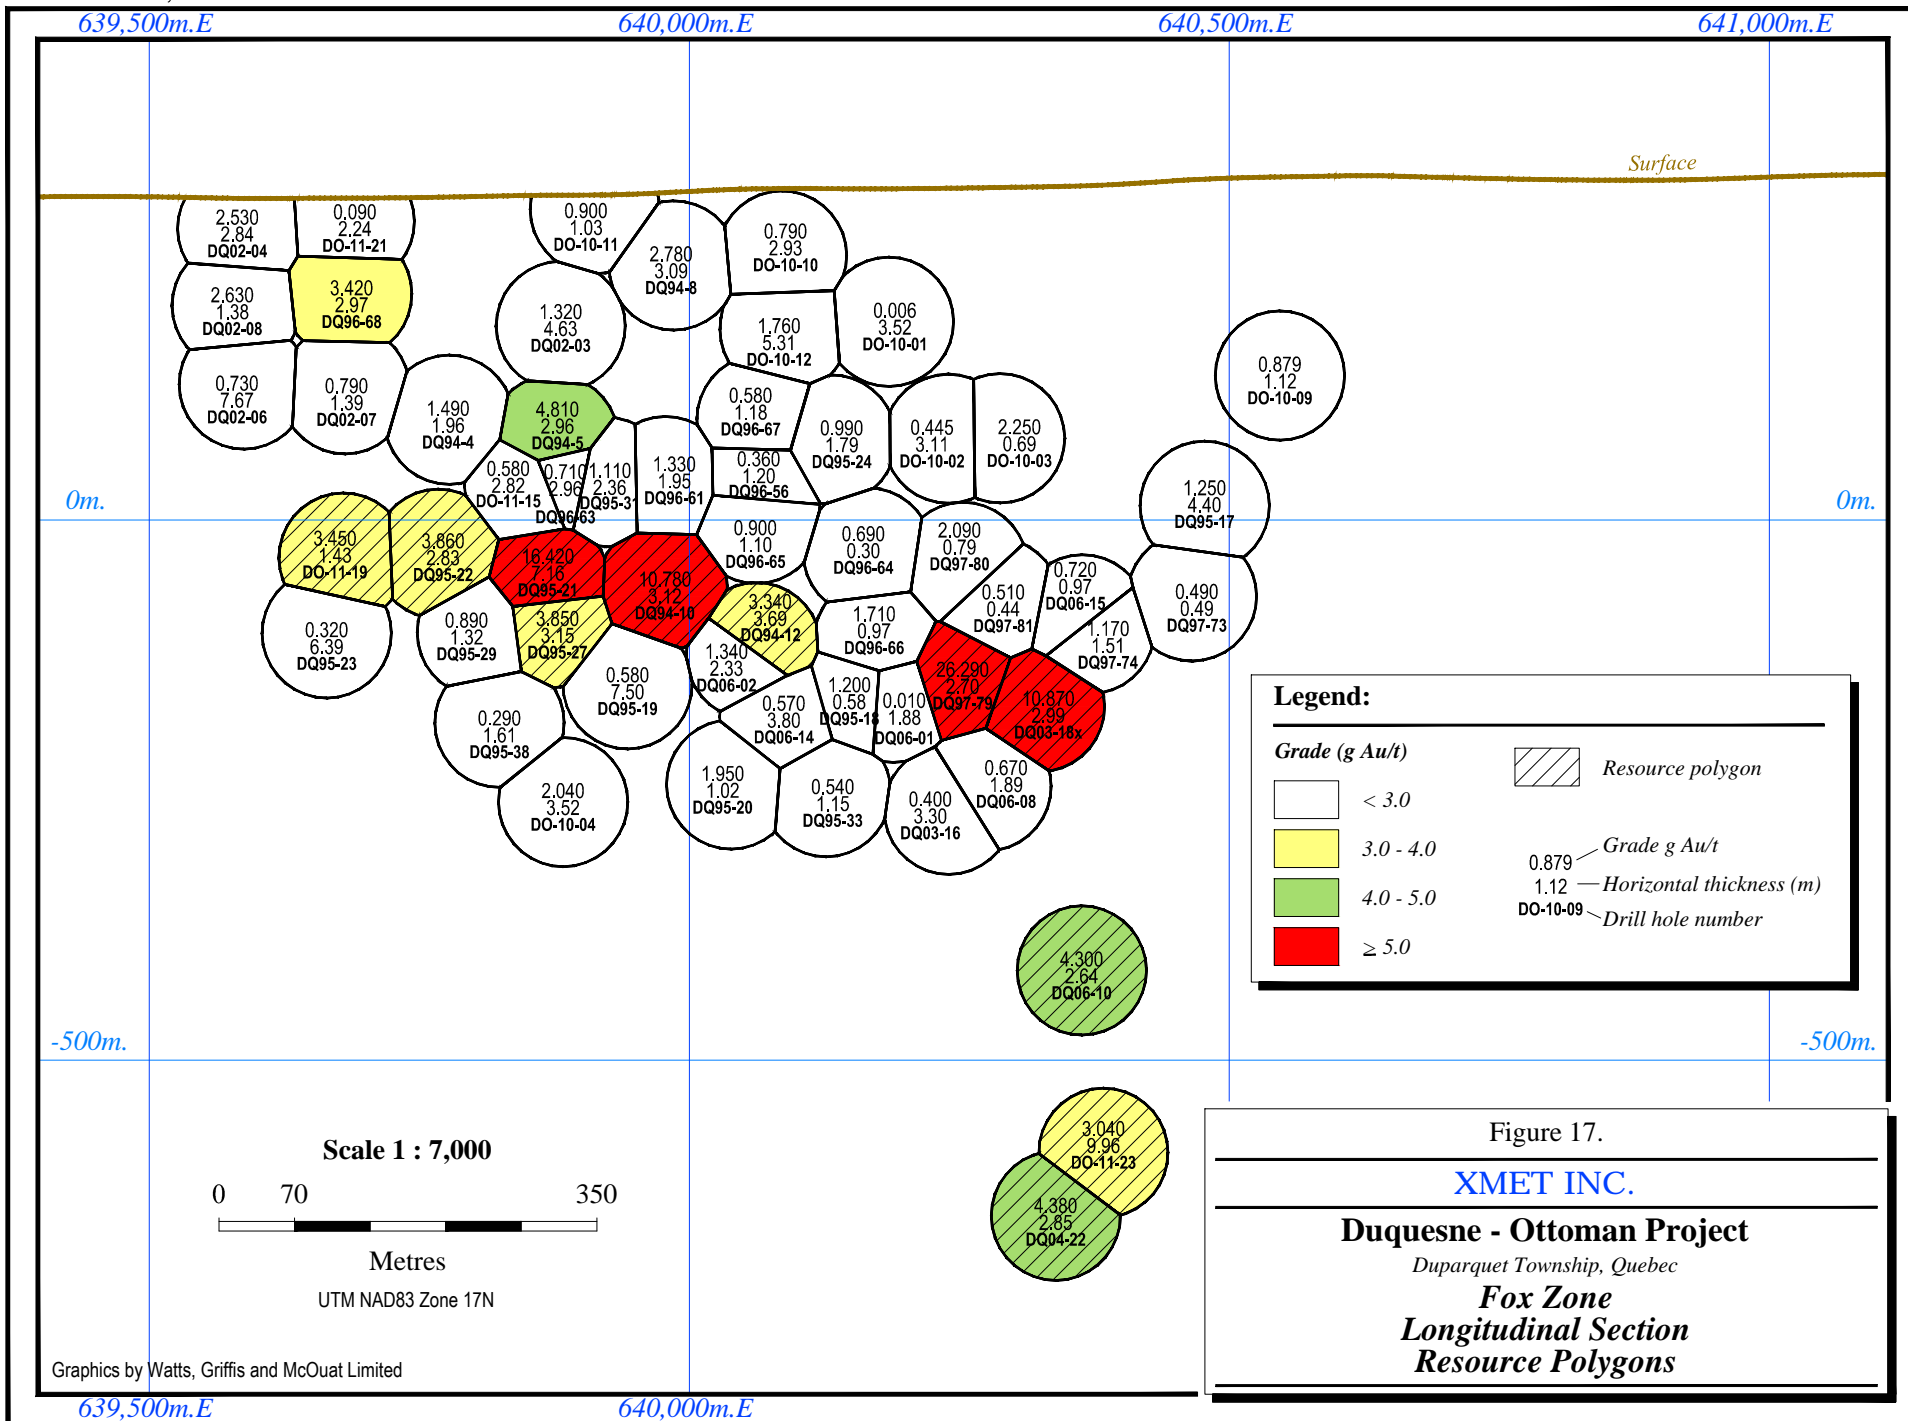 639,500m.E
640,000m.E
640,500m.E
641,000m.E
Surface
2.530
2.84
DQ02-04
0.090
2.24
DO-11-21
0.900
1.03
DO-10-11
2.780
3.09
DQ94-8
0.790
2.93
DO-10-10
2.630
1.38
DQ02-08
3.420
2.97
DQ96-68
1.320
4.63
DQ02-03
1.760
5.31
DO-10-12
0.006
3.52
DO-10-01
0.879
1.12
DO-10-09
0.730
7.67
DQ02-06
0.790
1.39
DQ02-07
1.490
1.96
DQ94-4
4.810
2.96
DQ94-5
0.580
1.18
DQ96-67
0.990
1.79
DQ95-24
0.445
3.11
DO-10-02
2.250
0.69
DO-10-03
0.580
2.82
DO-11-15
0.710
2.96
DQ96-63
1.110
2.36
DQ95-31
1.330
1.95
DQ96-61
0.360
1.20
DQ96-56
1.250
4.40
DQ95-17
0m.
0m.
3.450
1.43
DO-11-19
3.860
2.83
DQ95-22
16.420
7.16
DQ95-21
10.780
3.12
DQ94-10
0.900
1.10
DQ96-65
0.690
0.30
DQ96-64
2.090
0.79
DQ97-80
0.510
0.44
DQ97-81
0.720
0.97
DQ06-15
0.490
0.49
DQ97-73
0.320
6.39
DQ95-23
0.890
1.32
DQ95-29
3.850
3.15
DQ95-27
3.340
3.69
DQ94-12
1.710
0.97
DQ96-66
1.170
1.51
DQ97-74
0.580
7.50
DQ95-19
1.340
2.33
DQ06-02
0.570
3.80
DQ06-14
1.200
0.58
DQ95-18
0.010
1.88
DQ06-01
26.290
2.70
DQ97-79
10.870
2.99
DQ03-18x
0.290
1.61
DQ95-38
2.040
3.52
DO-10-04
1.950
1.02
DQ95-20
0.540
1.15
DQ95-33
0.400
3.30
DQ03-16
0.670
1.89
DQ06-08
4.300
2.64
DQ06-10
-500m.
-500m.
3.040
9.96
DO-11-23
4.380
2.85
DQ04-22
Legend:
Grade (g Au/t)
< 3.0
3.0 - 4.0
4.0 - 5.0
≥ 5.0
Resource polygon
0.879
1.12
DO-10-09
Grade g Au/t
Horizontal thickness (m)
Drill hole number
Scale 1 : 7,000
0 70 350
Metres
UTM NAD83 Zone 17N
Graphics by Watts, Griffis and McOuat Limited
Figure 17.
XMET INC.
Duquesne - Ottoman Project
Duparquet Township, Quebec
Fox Zone
Longitudinal Section
Resource Polygons
639,500m.E
640,000m.E